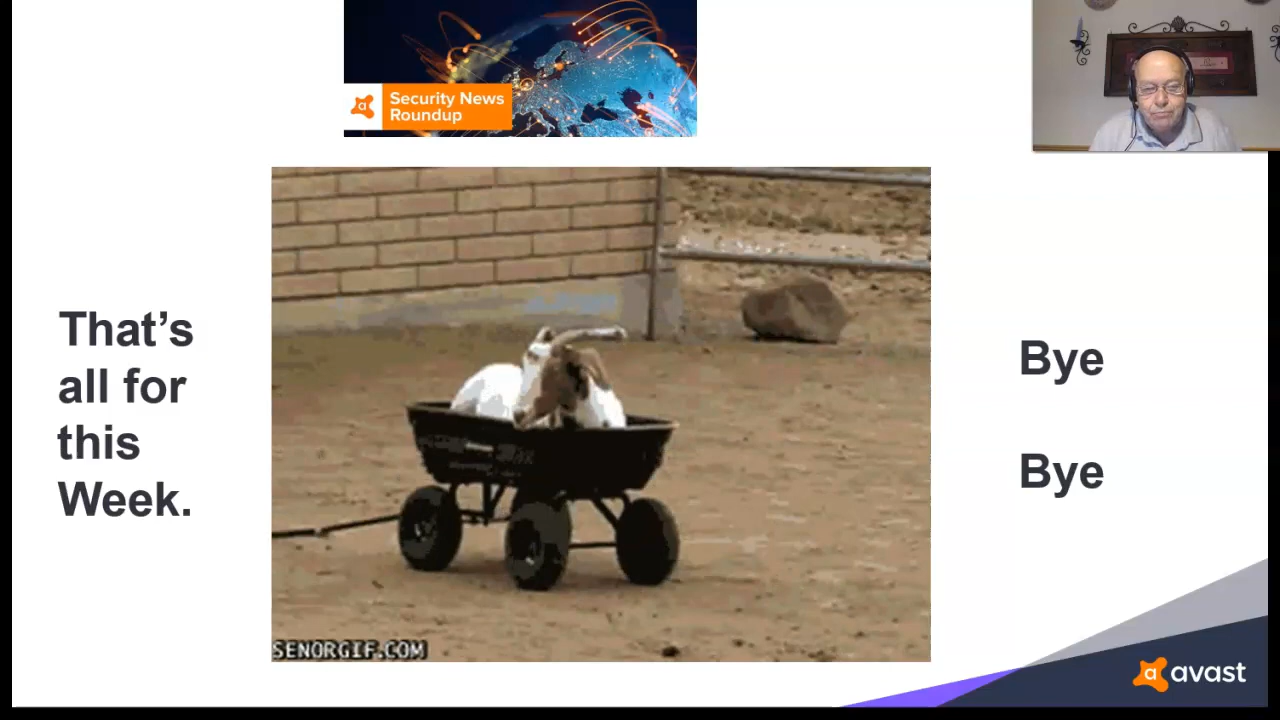 Security News
Roundup
That's
all for
this
Week.
Bye
Bye
SENORGIF.COM
avast